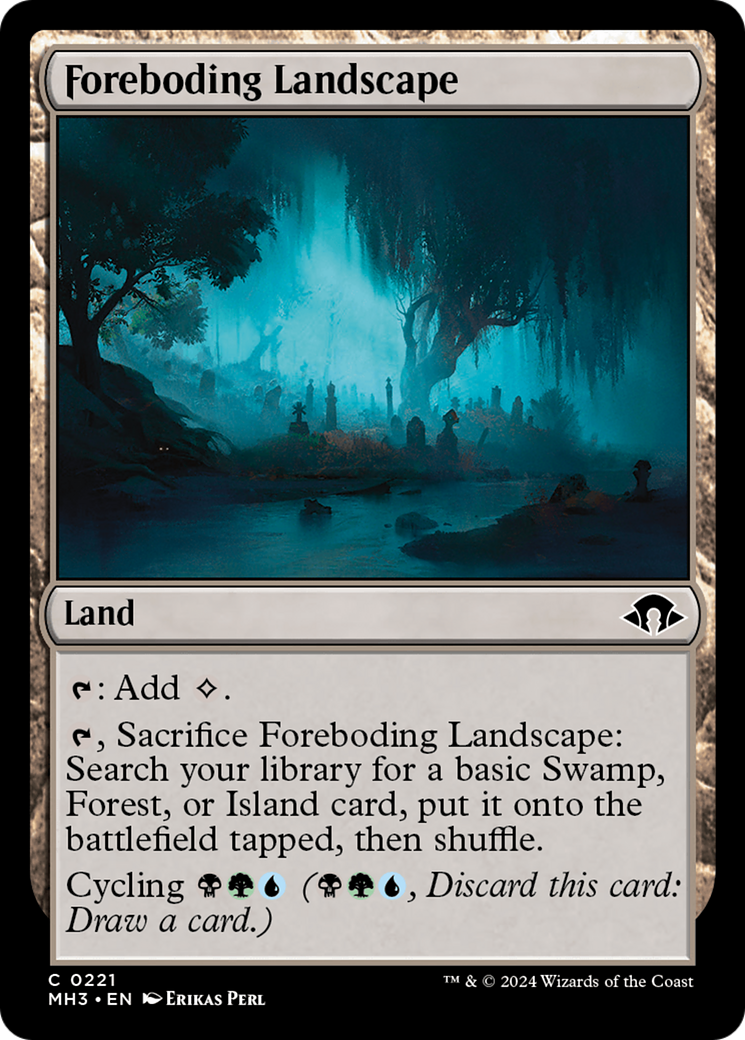 Foreboding Landscape
Land
: Add .
, Sacrifice Foreboding Landscape:
Search your library for a basic Swamp,
Forest, or Island card, put it onto the
battlefield tapped, then shuffle.
Cycling (, Discard this card:
Draw a card.)
C 0221
MH3 • EN Erikas Perl
™ & © 2024 Wizards of the Coast